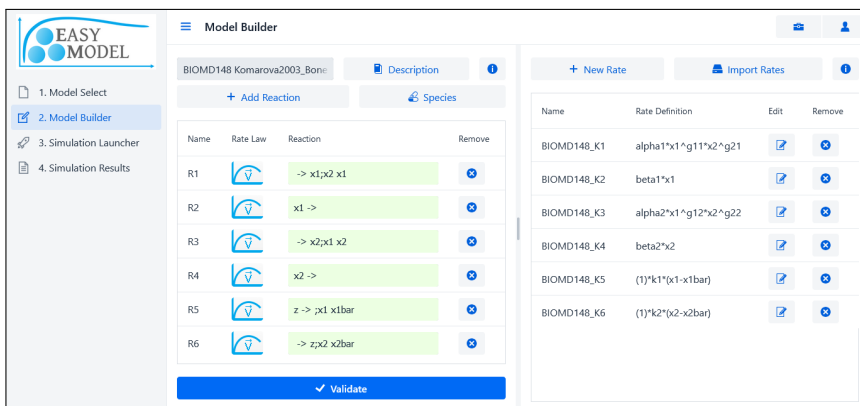 EASY
MODEL
1. Model Select
2. Model Builder
3. Simulation Launcher
4. Simulation Results
Model Builder
BIOMD148 Komarova2003_Bone
Description
+ Add Reaction
Species
Name Rate Law Reaction Remove
R1 V -> x1;x2 x1
R2 V x1 ->
R3 V -> x2;x1 x2
R4 V x2 ->
R5 V z -> ;x1 x1bar
R6 V -> z;x2 x2bar
Validate
+ New Rate
Import Rates
Name Rate Definition Edit Remove
BIOMD148_K1 alpha1*x1^g11*x2^g21
BIOMD148_K2 beta1*x1
BIOMD148_K3 alpha2*x1^g12*x2^g22
BIOMD148_K4 beta2*x2
BIOMD148_K5 (1)*k1*(x1-x1bar)
BIOMD148_K6 (1)*k2*(x2-x2bar)